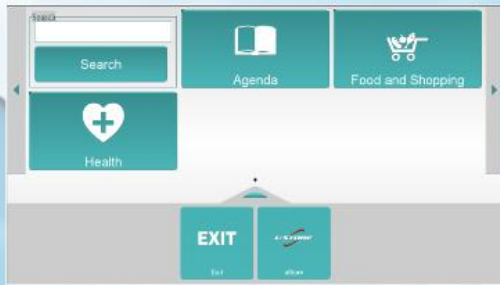 Search
Search
Agenda
Food and Shopping
Health
EXIT
Exit